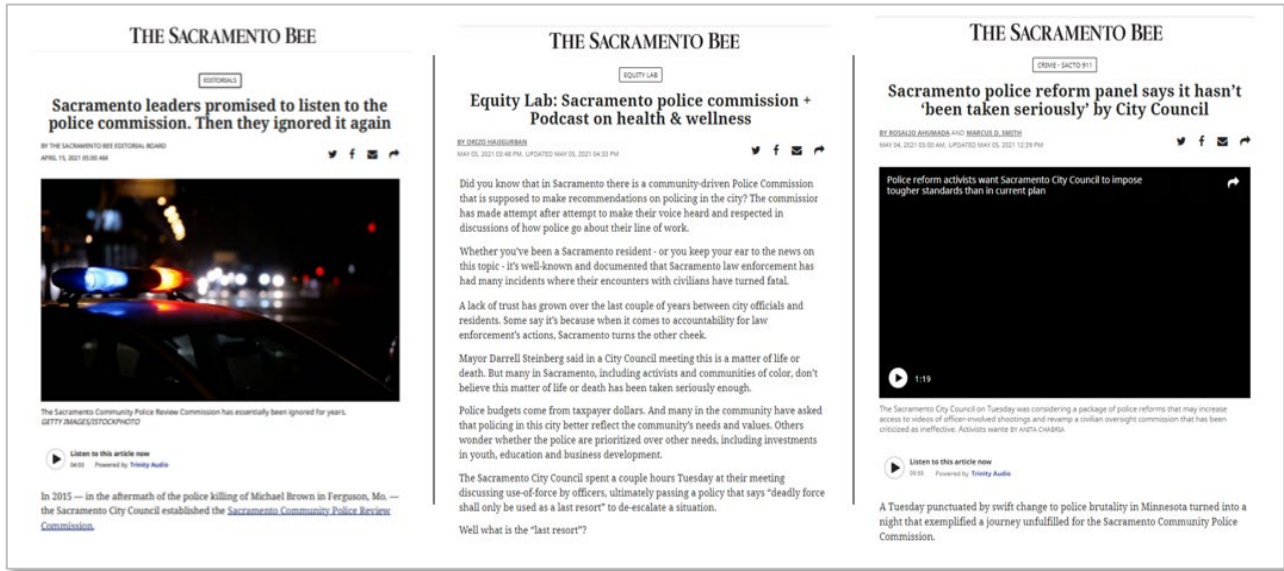 THE SACRAMENTO BEE
EDITORIALS
Sacramento leaders promised to listen to the
police commission. Then they ignored it again
BY THE SACRAMENTO BEE EDITORIAL BOARD
APRIL 15, 2021 05:00 AM
The Sacramento Community Police Review Commission has essentially been ignored for years.
GETTY IMAGES/ISTOCKPHOTO
Listen to this article now
04:03 Powered by Trinity Audio
In 2015 — in the aftermath of the police killing of Michael Brown in Ferguson, Mo. —
the Sacramento City Council established the Sacramento Community Police Review
Commission.
THE SACRAMENTO BEE
EQUITY LAB
Equity Lab: Sacramento police commission +
Podcast on health & wellness
BY ORIZO HAJIGURBAN
MAY 05, 2021 03:48 PM, UPDATED MAY 05, 2021 04:33 PM
Did you know that in Sacramento there is a community-driven Police Commission
that is supposed to make recommendations on policing in the city? The commissior
has made attempt after attempt to make their voice heard and respected in
discussions of how police go about their line of work.
Whether you've been a Sacramento resident - or you keep your ear to the news on
this topic - it's well-known and documented that Sacramento law enforcement has
had many incidents where their encounters with civilians have turned fatal.
A lack of trust has grown over the last couple of years between city officials and
residents. Some say it's because when it comes to accountability for law
enforcement's actions, Sacramento turns the other cheek.
Mayor Darrell Steinberg said in a City Council meeting this is a matter of life or
death. But many in Sacramento, including activists and communities of color, don't
believe this matter of life or death has been taken seriously enough.
Police budgets come from taxpayer dollars. And many in the community have asked
that policing in this city better reflect the community's needs and values. Others
wonder whether the police are prioritized over other needs, including investments
in youth, education and business development.
The Sacramento City Council spent a couple hours Tuesday at their meeting
discussing use-of-force by officers, ultimately passing a policy that says "deadly force
shall only be used as a last resort" to de-escalate a situation.
Well what is the "last resort"?
THE SACRAMENTO BEE
CRIME - SACTO 911
Sacramento police reform panel says it hasn't
'been taken seriously' by City Council
BY ROSALIO AHUMADA AND MARCUS D. SMITH
MAY 04, 2021 05:00 AM, UPDATED MAY 05, 2021 12:39 PM
Police reform activists want Sacramento City Council to impose
tougher standards than in current plan
1:19
The Sacramento City Council on Tuesday was considering a package of police reforms that may increase
access to videos of officer-involved shootings and revamp a civilian oversight commission that has been
criticized as ineffective. Activists wante BY ANITA CHABRIA
Listen to this article now
Powered by Trinity Audio
A Tuesday punctuated by swift change to police brutality in Minnesota turned into a
night that exemplified a journey unfulfilled for the Sacramento Community Police
Commission.